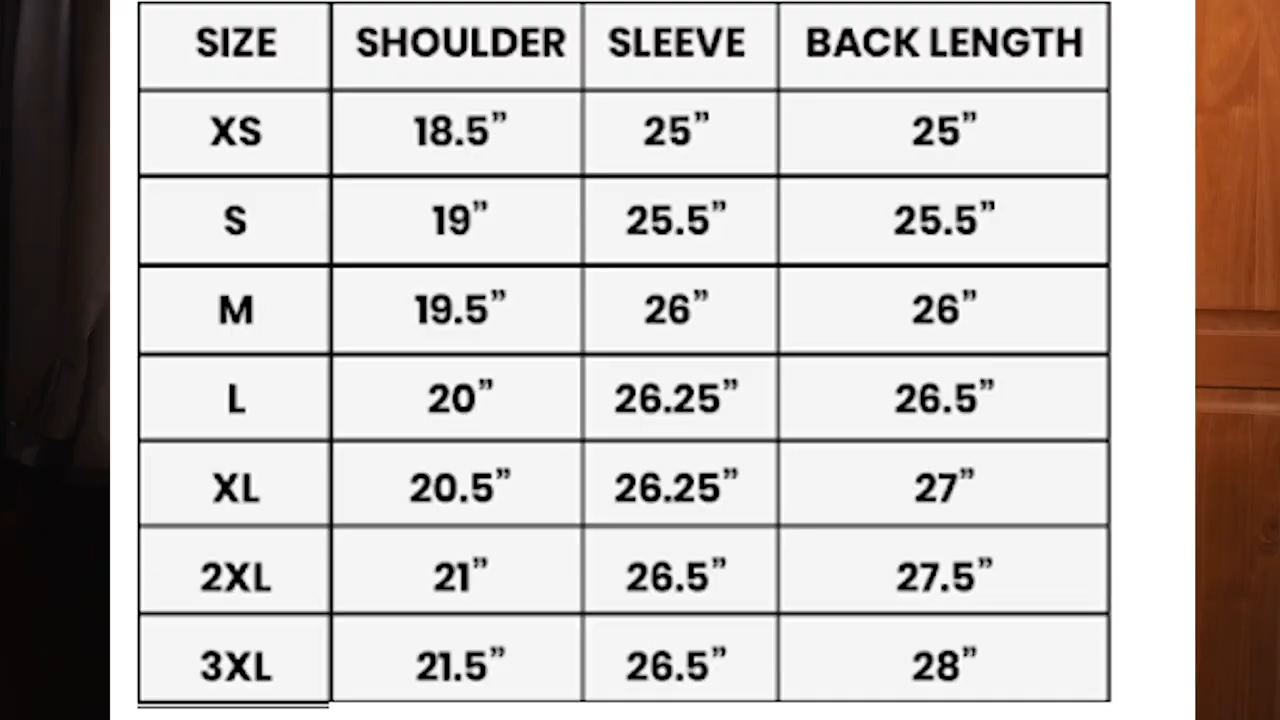 SIZE SHOULDER SLEEVE BACK LENGTH
XS 18.5” 25” 25”
S 19” 25.5” 25.5”
M 19.5” 26” 26”
L 20” 26.25” 26.5”
XL 20.5” 26.25” 27”
2XL 21” 26.5” 27.5”
3XL 21.5” 26.5” 28”